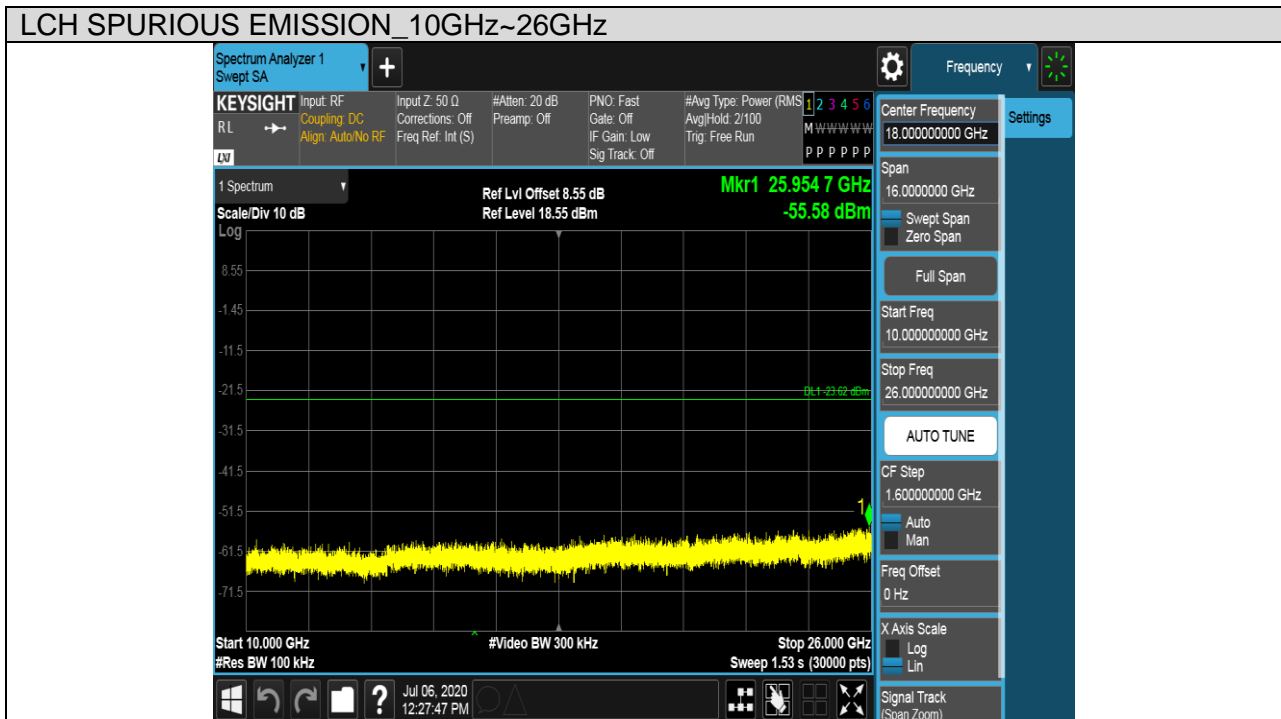 LCH SPURIOUS EMISSION_10GHz~26GHz
Spectrum Analyzer 1
Swept SA
+
Frequency
KEYSIGHT
RL
LXI
Input: RF
Coupling: DC
Align: Auto/No RF
Input Z: 50 Ω
Corrections: Off
Freq Ref: Int (S)
#Atten: 20 dB
Preamp: Off
PNO: Fast
Gate: Off
IF Gain: Low
Sig Track: Off
#Avg Type: Power (RMS
Avg|Hold: 2/100
Trig: Free Run
1 2 3 4 5 6
M W W W W W
P P P P P P
1 Spectrum
Scale/Div 10 dB
Log
Ref Lvl Offset 8.55 dB
Ref Level 18.55 dBm
Mkr1 25.954 7 GHz
-55.58 dBm
8.55
-1.45
-11.5
-21.5
DL1 -23.62 dBm
-31.5
-41.5
-51.5
1
-61.5
-71.5
Start 10.000 GHz
#Res BW 100 kHz
#Video BW 300 kHz
Stop 26.000 GHz
Sweep 1.53 s (30000 pts)
?
Jul 06, 2020
12:27:47 PM
Center Frequency
18.000000000 GHz
Settings
Span
16.0000000 GHz
Swept Span
Zero Span
Full Span
Start Freq
10.000000000 GHz
Stop Freq
26.000000000 GHz
AUTO TUNE
CF Step
1.600000000 GHz
Auto
Man
Freq Offset
0 Hz
X Axis Scale
Log
Lin
Signal Track
(Span Zoom)